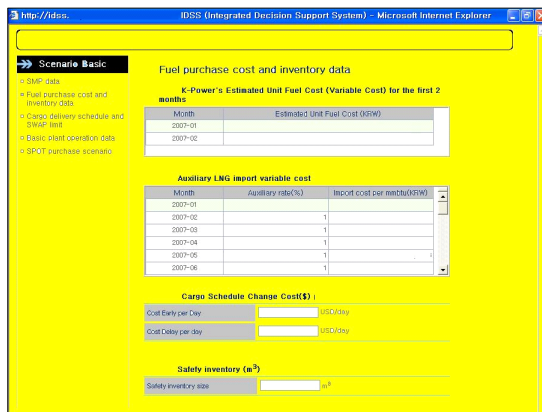 http://idss. IDSS (Integrated Decision Support System) - Microsoft Internet Explorer
Scenario Basic
SMP data
Fuel purchase cost and
inventory data
Cargo delivery schedule and
SWAP limit
Basic plant operation data
SPOT purchase scenario
Fuel purchase cost and inventory data
K-Power's Estimated Unit Fuel Cost (Variable Cost) for the first 2
months
Month Estimated Unit Fuel Cost (KRW)
2007-01
2007-02
Auxiliary LNG import variable cost
Month Auxiliary rate(%) Import cost per mmbtu(KRW)
2007-01
2007-02 1
2007-03 1
2007-04 1
2007-05 1
2007-06 1
Cargo Schedule Change Cost($)
Cost Early per Day USD/day
Cost Delay per day USD/day
Safety inventory (m³)
Safety inventory size m³